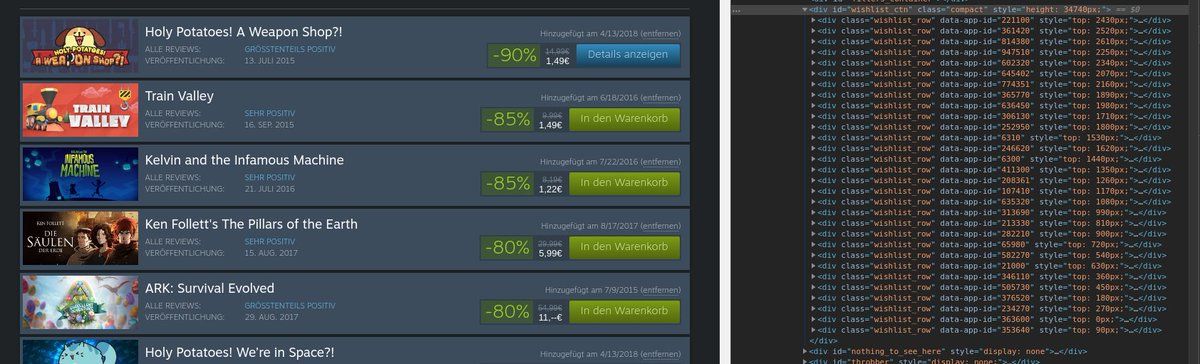 HOLY POTATOES!
A WEAPON SHOP?!
Holy Potatoes! A Weapon Shop?!
ALLE REVIEWS: GRÖSSTENTEILS POSITIV
VERÖFFENTLICHUNG: 13. JULI 2015
Hinzugefügt am 4/13/2018 (entfernen)
-90% 14,99€ 1,49€ Details anzeigen
TRAIN
VALLEY
Train Valley
ALLE REVIEWS: SEHR POSITIV
VERÖFFENTLICHUNG: 16. SEP. 2015
Hinzugefügt am 6/18/2016 (entfernen)
-85% 9,99€ 1,49€ In den Warenkorb
INFAMOUS
MACHINE
Kelvin and the Infamous Machine
ALLE REVIEWS: SEHR POSITIV
VERÖFFENTLICHUNG: 21. JULI 2016
Hinzugefügt am 7/22/2016 (entfernen)
-85% 8,19€ 1,22€ In den Warenkorb
KEN FOLLETT
DIE
SÄULEN
DER ERDE
Ken Follett's The Pillars of the Earth
ALLE REVIEWS: SEHR POSITIV
VERÖFFENTLICHUNG: 15. AUG. 2017
Hinzugefügt am 8/17/2017 (entfernen)
-80% 29,99€ 5,99€ In den Warenkorb
ARK: Survival Evolved
ALLE REVIEWS: GRÖSSTENTEILS POSITIV
VERÖFFENTLICHUNG: 29. AUG. 2017
Hinzugefügt am 7/9/2015 (entfernen)
-80% 54,99€ 11,--€ In den Warenkorb
Holy Potatoes! We're in Space?!
Hinzugefügt am 4/13/2018 (entfernen)
… ▼<div id="wishlist_ctn" class="compact" style="height: 34740px;"> == $0
▶<div class="wishlist_row" data-app-id="221100" style="top: 2430px;">…</div>
▶<div class="wishlist_row" data-app-id="361420" style="top: 2520px;">…</div>
▶<div class="wishlist_row" data-app-id="814380" style="top: 2610px;">…</div>
▶<div class="wishlist_row" data-app-id="947510" style="top: 2250px;">…</div>
▶<div class="wishlist_row" data-app-id="602320" style="top: 2340px;">…</div>
▶<div class="wishlist_row" data-app-id="645402" style="top: 2070px;">…</div>
▶<div class="wishlist_row" data-app-id="774351" style="top: 2160px;">…</div>
▶<div class="wishlist_row" data-app-id="365770" style="top: 1890px;">…</div>
▶<div class="wishlist_row" data-app-id="636450" style="top: 1980px;">…</div>
▶<div class="wishlist_row" data-app-id="306130" style="top: 1710px;">…</div>
▶<div class="wishlist_row" data-app-id="252950" style="top: 1800px;">…</div>
▶<div class="wishlist_row" data-app-id="6310" style="top: 1530px;">…</div>
▶<div class="wishlist_row" data-app-id="246620" style="top: 1620px;">…</div>
▶<div class="wishlist_row" data-app-id="6300" style="top: 1440px;">…</div>
▶<div class="wishlist_row" data-app-id="411300" style="top: 1350px;">…</div>
▶<div class="wishlist_row" data-app-id="208361" style="top: 1260px;">…</div>
▶<div class="wishlist_row" data-app-id="107410" style="top: 1170px;">…</div>
▶<div class="wishlist_row" data-app-id="635320" style="top: 1080px;">…</div>
▶<div class="wishlist_row" data-app-id="313690" style="top: 990px;">…</div>
▶<div class="wishlist_row" data-app-id="213330" style="top: 810px;">…</div>
▶<div class="wishlist_row" data-app-id="282210" style="top: 900px;">…</div>
▶<div class="wishlist_row" data-app-id="65980" style="top: 720px;">…</div>
▶<div class="wishlist_row" data-app-id="582270" style="top: 540px;">…</div>
▶<div class="wishlist_row" data-app-id="21000" style="top: 630px;">…</div>
▶<div class="wishlist_row" data-app-id="346110" style="top: 360px;">…</div>
▶<div class="wishlist_row" data-app-id="505730" style="top: 450px;">…</div>
▶<div class="wishlist_row" data-app-id="376520" style="top: 180px;">…</div>
▶<div class="wishlist_row" data-app-id="234270" style="top: 270px;">…</div>
▶<div class="wishlist_row" data-app-id="363600" style="top: 0px;">…</div>
▶<div class="wishlist_row" data-app-id="353640" style="top: 90px;">…</div>
</div>
▶<div id="nothing_to_see_here" style="display: none;">…</div>
▶<div id="throbber" style="display: none;">…</div>